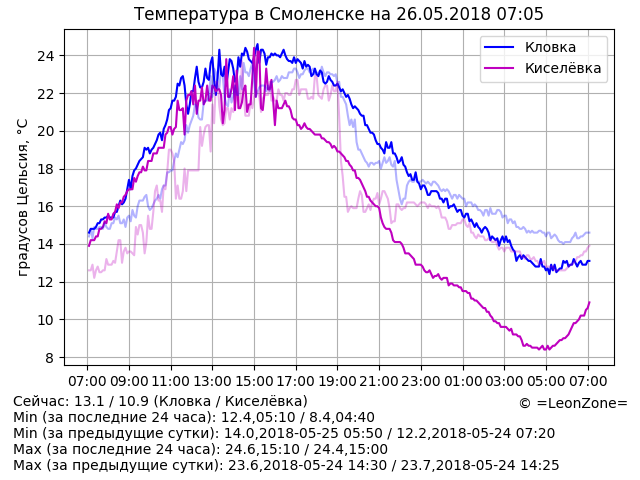 Температура в Смоленске на 26.05.2018 07:05
Кловка
Киселёвка
градусов Цельсия, °C
24
22
20
18
16
14
12
10
8
07:00 09:00 11:00 13:00 15:00 17:00 19:00 21:00 23:00 01:00 03:00 05:00 07:00
Сейчас: 13.1 / 10.9 (Кловка / Киселёвка)
© =LeonZone=
Min (за последние 24 часа): 12.4,05:10 / 8.4,04:40
Min (за предыдущие сутки): 14.0,2018-05-25 05:50 / 12.2,2018-05-24 07:20
Max (за последние 24 часа): 24.6,15:10 / 24.4,15:00
Max (за предыдущие сутки): 23.6,2018-05-24 14:30 / 23.7,2018-05-24 14:25